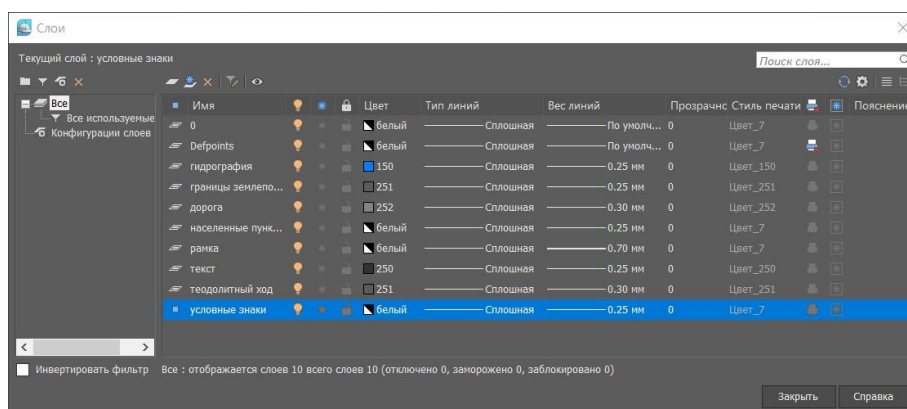 Слои
Текущий слой : условные знаки
Поиск слоя...
Имя Цвет Тип линий Вес линий Прозрачнс Стиль печати Пояснение
Все
Все используемые
Конфигурации слоев
0 белый Сплошная По умолч... 0 Цвет_7
Defpoints белый Сплошная По умолч... 0 Цвет_7
гидрография 150 Сплошная 0.25 мм 0 Цвет_150
границы землепо... 251 Сплошная 0.25 мм 0 Цвет_251
дорога 252 Сплошная 0.30 мм 0 Цвет_252
населенные пунк... белый Сплошная 0.25 мм 0 Цвет_7
рамка белый Сплошная 0.70 мм 0 Цвет_7
текст 250 Сплошная 0.25 мм 0 Цвет_250
теодолитный ход 251 Сплошная 0.30 мм 0 Цвет_251
условные знаки белый Сплошная 0.25 мм 0 Цвет_7
Инвертировать фильтр Все : отображается слоев 10 всего слоев 10 (отключено 0, заморожено 0, заблокировано 0)
Закрыть Справка